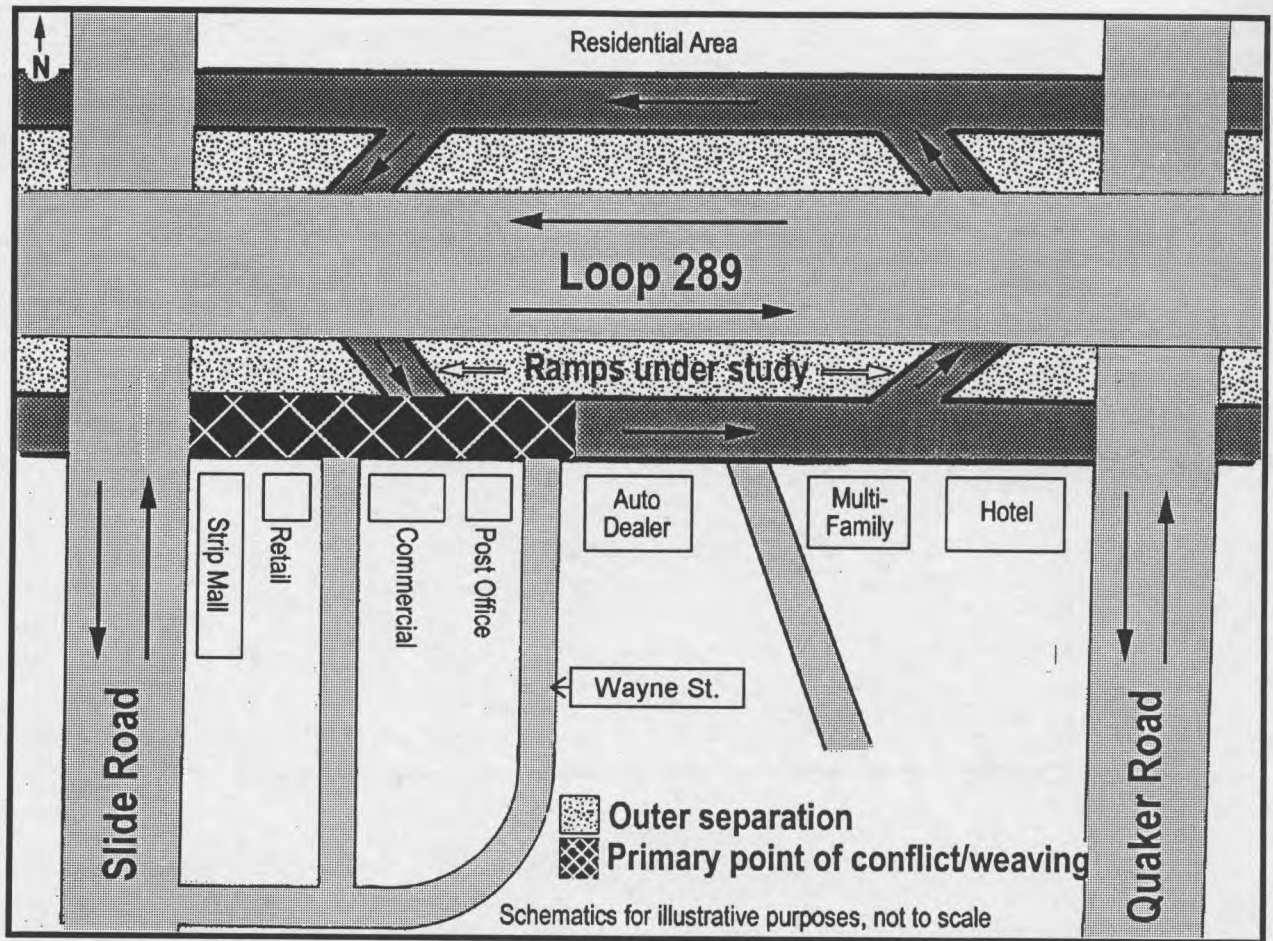 N
Residential Area
Loop 289
Ramps under study
Strip Mall
Retail
Commercial
Post Office
Auto
Dealer
Multi-
Family
Hotel
Wayne St.
Slide Road
Quaker Road
Outer separation
Primary point of conflict/weaving
Schematics for illustrative purposes, not to scale